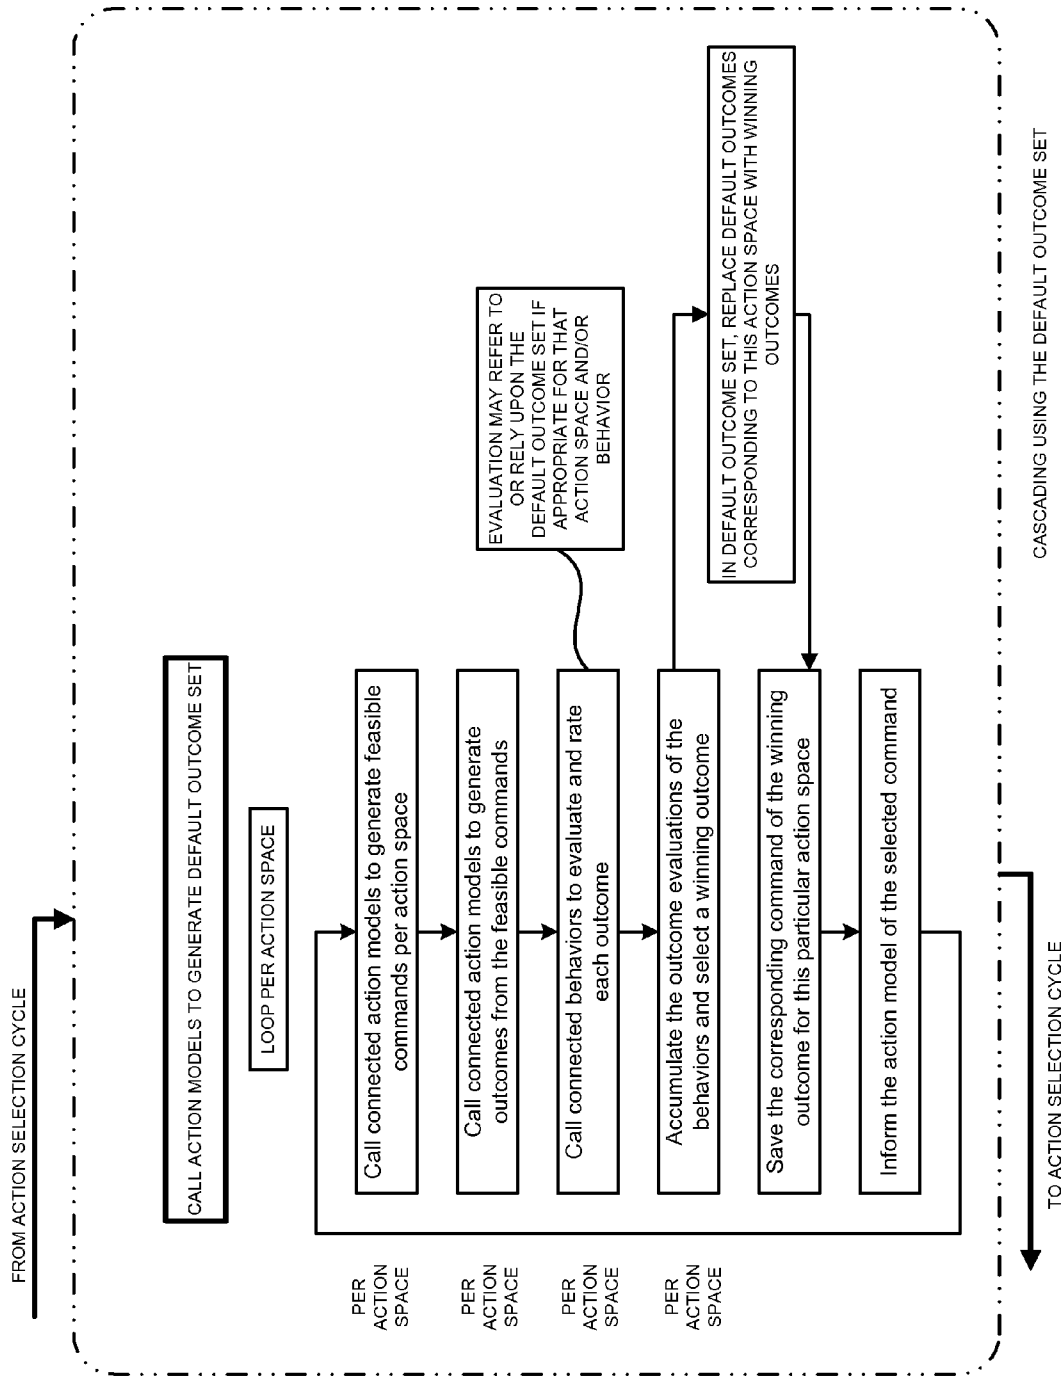 FROM ACTION SELECTION CYCLE
CALL ACTION MODELS TO GENERATE DEFAULT OUTCOME SET
LOOP PER ACTION SPACE
PER
ACTION
SPACE
Call connected action models to generate feasible
commands per action space
PER
ACTION
SPACE
Call connected action models to generate
outcomes from the feasible commands
PER
ACTION
SPACE
Call connected behaviors to evaluate and rate
each outcome
EVALUATION MAY REFER TO
OR RELY UPON THE
DEFAULT OUTCOME SET IF
APPROPRIATE FOR THAT
ACTION SPACE AND/OR
BEHAVIOR
PER
ACTION
SPACE
Accumulate the outcome evaluations of the
behaviors and select a winning outcome
IN DEFAULT OUTCOME SET, REPLACE DEFAULT OUTCOMES
CORRESPONDING TO THIS ACTION SPACE WITH WINNING
OUTCOMES
Save the corresponding command of the winning
outcome for this particular action space
Inform the action model of the selected command
TO ACTION SELECTION CYCLE
CASCADING USING THE DEFAULT OUTCOME SET